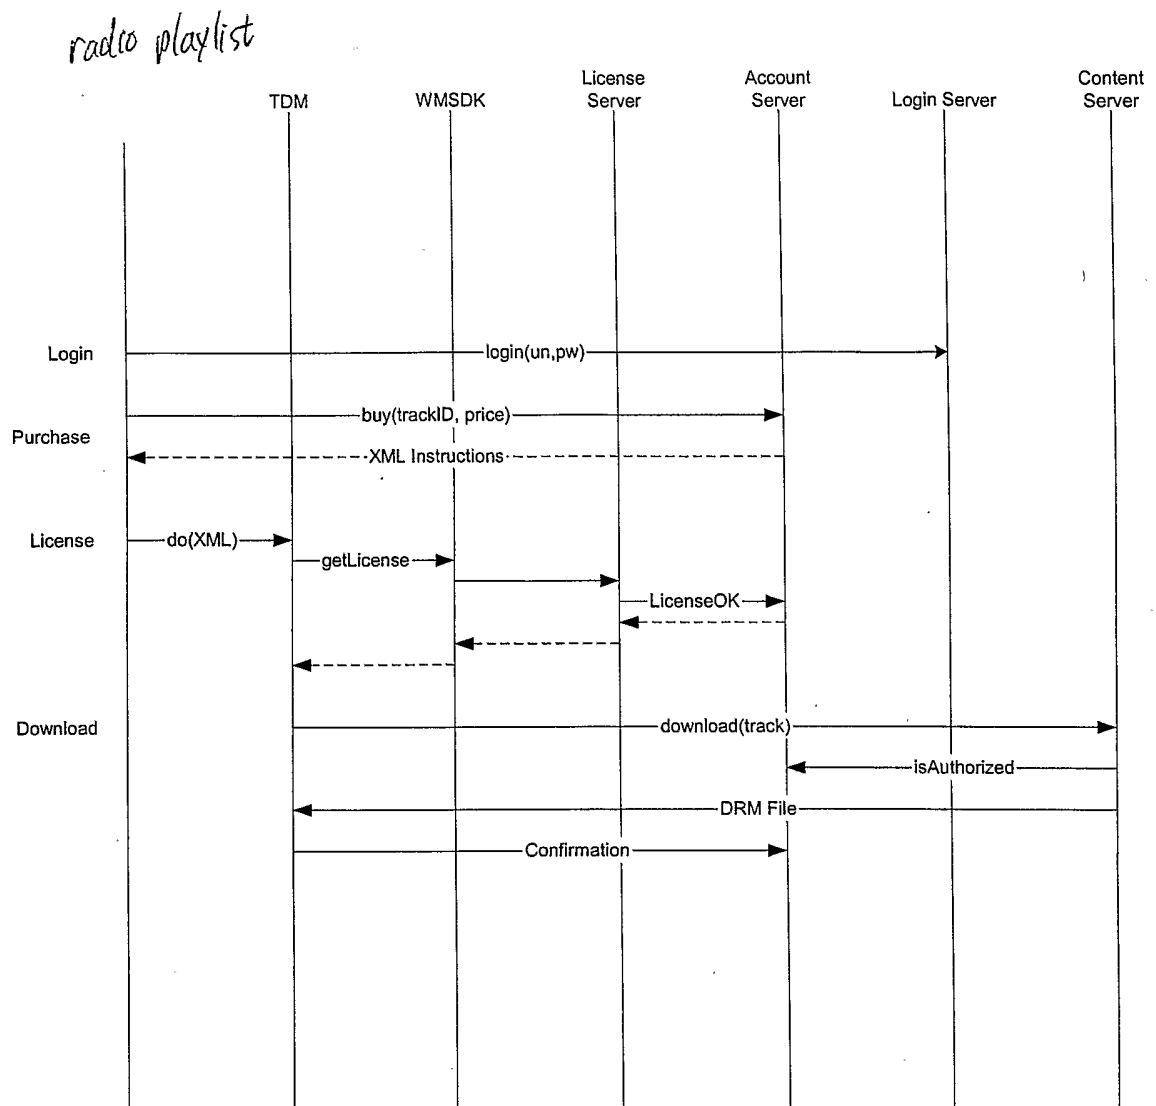 radio playlist
TDM
WMSDK
License
Server
Account
Server
Login Server
Content
Server
Login
login(un,pw)
buy(trackID, price)
Purchase
XML Instructions
License
do(XML)
getLicense
LicenseOK
Download
download(track)
isAuthorized
DRM File
Confirmation